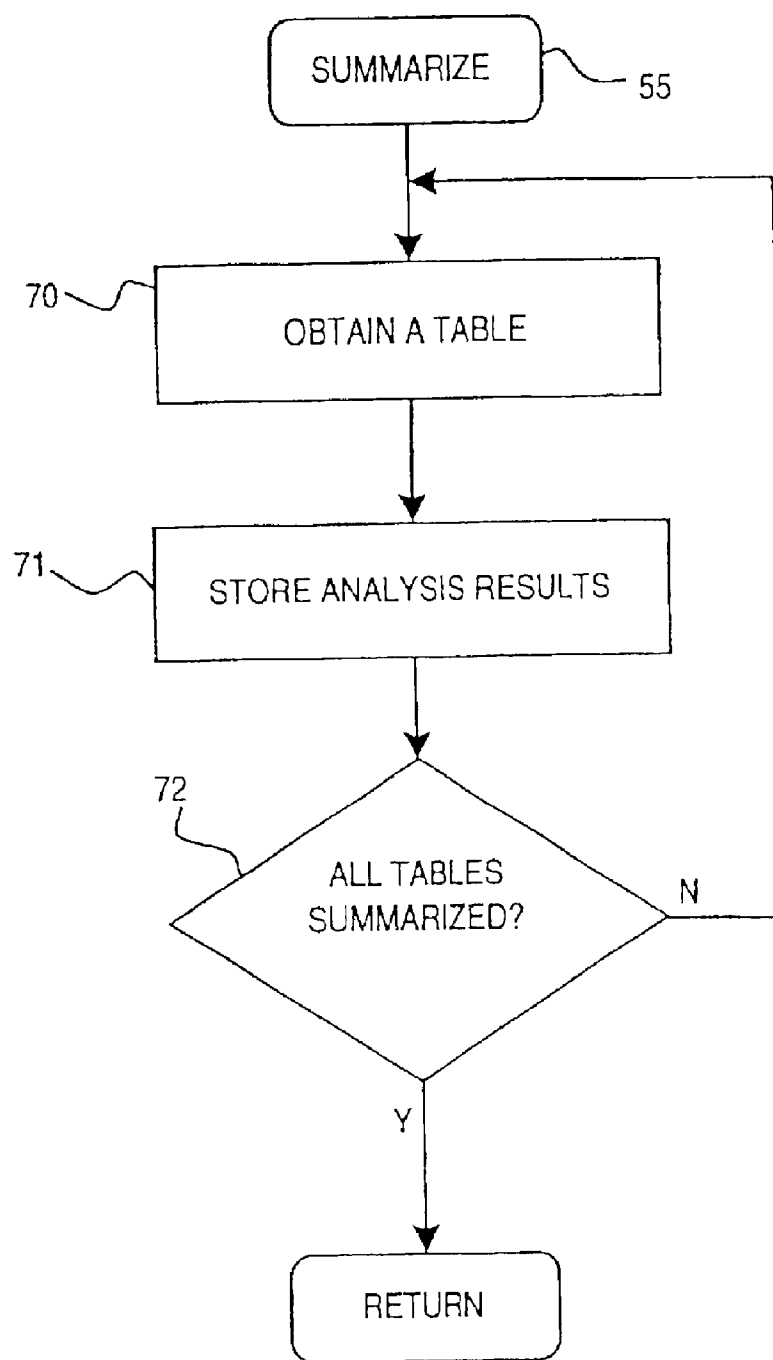 SUMMARIZE
55
70
OBTAIN A TABLE
71
STORE ANALYSIS RESULTS
72
ALL TABLES
SUMMARIZED?
N
Y
RETURN